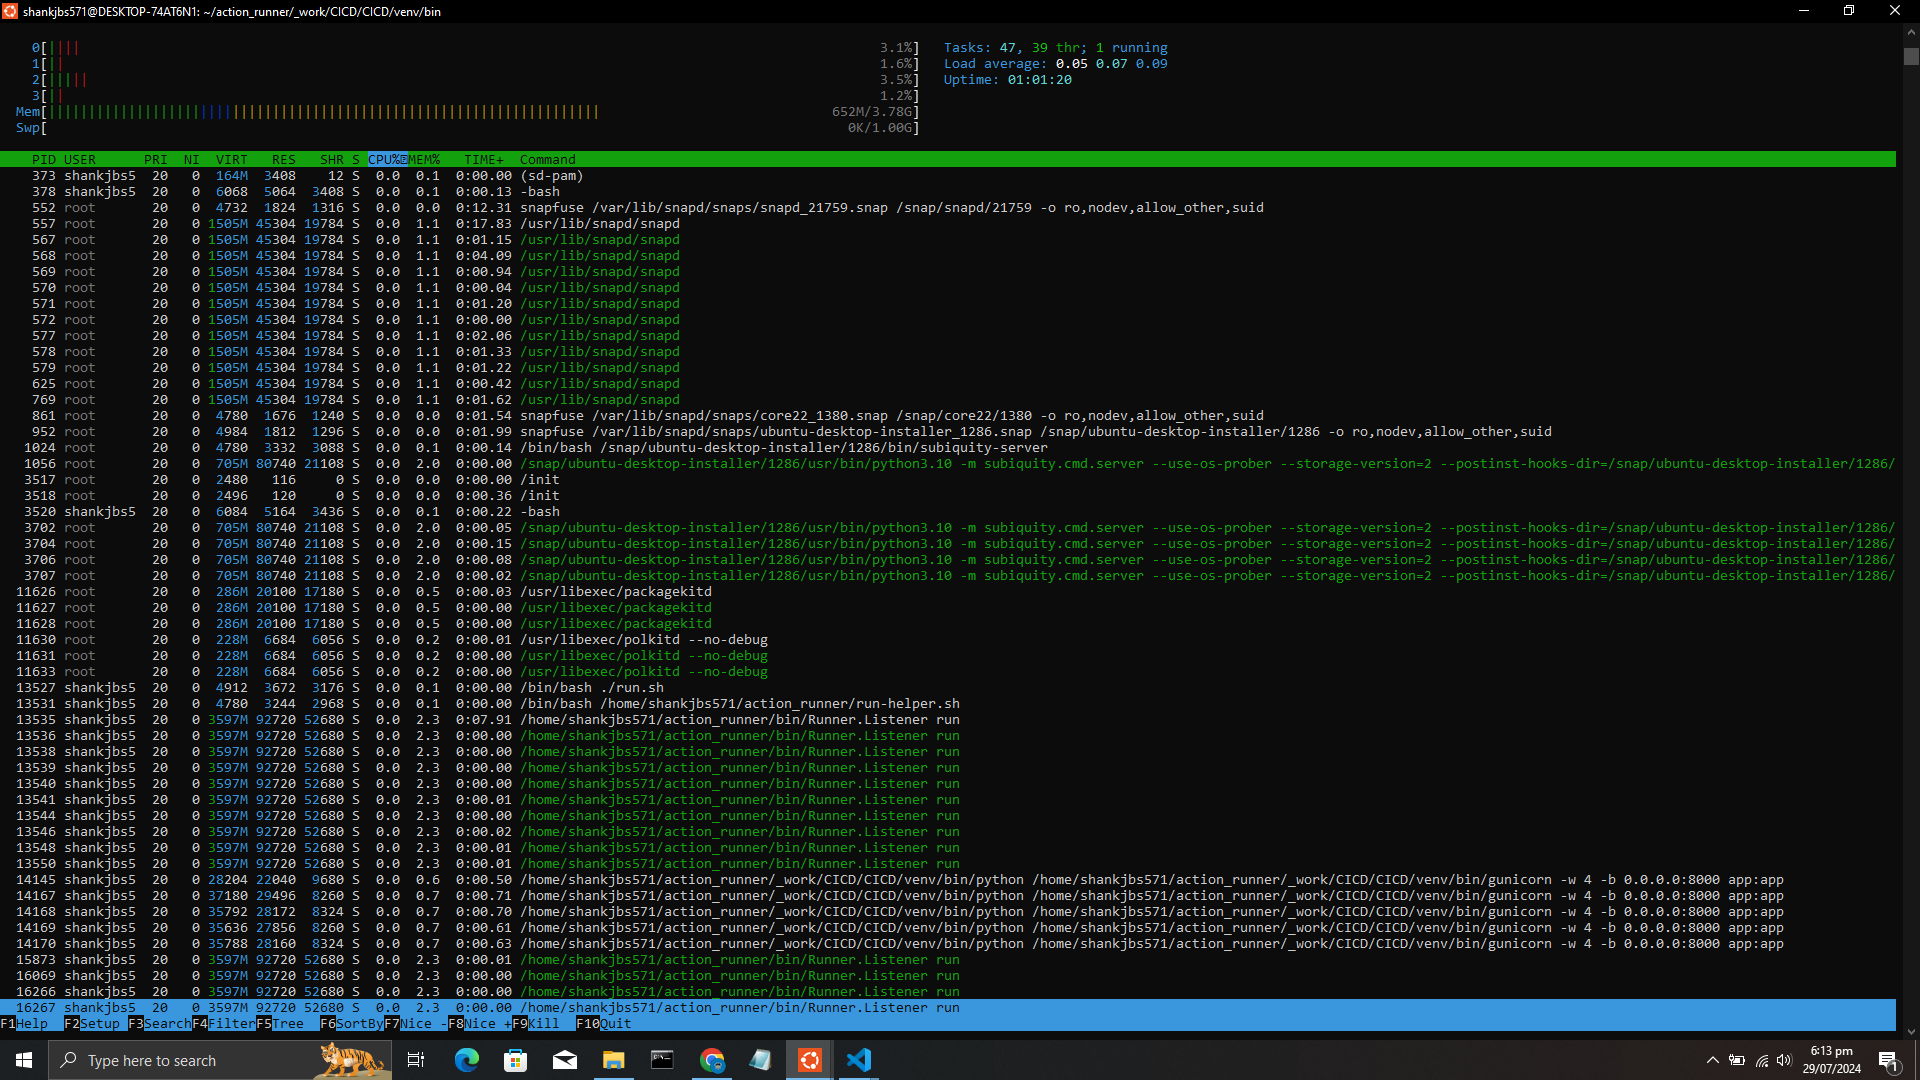 shankjbs571@DESKTOP-74AT6N1: ~/action_runner/_work/CICD/CICD/venv/bin
0[|||| 3.1%] Tasks: 47, 39 thr; 1 running
1[|| 1.6%] Load average: 0.05 0.07 0.09
2[||||| 3.5%] Uptime: 01:01:20
3[|| 1.2%]
Mem[||||||||||||||||||||||||||||||||||||||||||||||||||||||||||||||||||||| 652M/3.78G]
Swp[ 0K/1.00G]
PID USER PRI NI VIRT RES SHR S CPU% MEM% TIME+ Command
373 shankjbs5 20 0 164M 3408 12 S 0.0 0.1 0:00.00 (sd-pam)
378 shankjbs5 20 0 6068 5064 3408 S 0.0 0.1 0:00.13 -bash
552 root 20 0 4732 1824 1316 S 0.0 0.0 0:12.31 snapfuse /var/lib/snapd/snaps/snapd_21759.snap /snap/snapd/21759 -o ro,nodev,allow_other,suid
557 root 20 0 1505M 45304 19784 S 0.0 1.1 0:17.83 /usr/lib/snapd/snapd
567 root 20 0 1505M 45304 19784 S 0.0 1.1 0:01.15 /usr/lib/snapd/snapd
568 root 20 0 1505M 45304 19784 S 0.0 1.1 0:04.09 /usr/lib/snapd/snapd
569 root 20 0 1505M 45304 19784 S 0.0 1.1 0:00.94 /usr/lib/snapd/snapd
570 root 20 0 1505M 45304 19784 S 0.0 1.1 0:00.04 /usr/lib/snapd/snapd
571 root 20 0 1505M 45304 19784 S 0.0 1.1 0:01.20 /usr/lib/snapd/snapd
572 root 20 0 1505M 45304 19784 S 0.0 1.1 0:00.00 /usr/lib/snapd/snapd
577 root 20 0 1505M 45304 19784 S 0.0 1.1 0:02.06 /usr/lib/snapd/snapd
578 root 20 0 1505M 45304 19784 S 0.0 1.1 0:01.33 /usr/lib/snapd/snapd
579 root 20 0 1505M 45304 19784 S 0.0 1.1 0:01.22 /usr/lib/snapd/snapd
625 root 20 0 1505M 45304 19784 S 0.0 1.1 0:00.42 /usr/lib/snapd/snapd
769 root 20 0 1505M 45304 19784 S 0.0 1.1 0:01.62 /usr/lib/snapd/snapd
861 root 20 0 4780 1676 1240 S 0.0 0.0 0:01.54 snapfuse /var/lib/snapd/snaps/core22_1380.snap /snap/core22/1380 -o ro,nodev,allow_other,suid
952 root 20 0 4984 1812 1296 S 0.0 0.0 0:01.99 snapfuse /var/lib/snapd/snaps/ubuntu-desktop-installer_1286.snap /snap/ubuntu-desktop-installer/1286 -o ro,nodev,allow_other,suid
1024 root 20 0 4780 3332 3088 S 0.0 0.1 0:00.14 /bin/bash /snap/ubuntu-desktop-installer/1286/bin/subiquity-server
1056 root 20 0 705M 80740 21108 S 0.0 2.0 0:00.00 /snap/ubuntu-desktop-installer/1286/usr/bin/python3.10 -m subiquity.cmd.server --use-os-prober --storage-version=2 --postinst-hooks-dir=/snap/ubuntu-desktop-installer/1286/
3517 root 20 0 2480 116 0 S 0.0 0.0 0:00.00 /init
3518 root 20 0 2496 120 0 S 0.0 0.0 0:00.36 /init
3520 shankjbs5 20 0 6084 5164 3436 S 0.0 0.1 0:00.22 -bash
3702 root 20 0 705M 80740 21108 S 0.0 2.0 0:00.05 /snap/ubuntu-desktop-installer/1286/usr/bin/python3.10 -m subiquity.cmd.server --use-os-prober --storage-version=2 --postinst-hooks-dir=/snap/ubuntu-desktop-installer/1286/
3704 root 20 0 705M 80740 21108 S 0.0 2.0 0:00.15 /snap/ubuntu-desktop-installer/1286/usr/bin/python3.10 -m subiquity.cmd.server --use-os-prober --storage-version=2 --postinst-hooks-dir=/snap/ubuntu-desktop-installer/1286/
3706 root 20 0 705M 80740 21108 S 0.0 2.0 0:00.08 /snap/ubuntu-desktop-installer/1286/usr/bin/python3.10 -m subiquity.cmd.server --use-os-prober --storage-version=2 --postinst-hooks-dir=/snap/ubuntu-desktop-installer/1286/
3707 root 20 0 705M 80740 21108 S 0.0 2.0 0:00.02 /snap/ubuntu-desktop-installer/1286/usr/bin/python3.10 -m subiquity.cmd.server --use-os-prober --storage-version=2 --postinst-hooks-dir=/snap/ubuntu-desktop-installer/1286/
11626 root 20 0 286M 20100 17180 S 0.0 0.5 0:00.03 /usr/libexec/packagekitd
11627 root 20 0 286M 20100 17180 S 0.0 0.5 0:00.00 /usr/libexec/packagekitd
11628 root 20 0 286M 20100 17180 S 0.0 0.5 0:00.00 /usr/libexec/packagekitd
11630 root 20 0 228M 6684 6056 S 0.0 0.2 0:00.01 /usr/libexec/polkitd --no-debug
11631 root 20 0 228M 6684 6056 S 0.0 0.2 0:00.00 /usr/libexec/polkitd --no-debug
11633 root 20 0 228M 6684 6056 S 0.0 0.2 0:00.00 /usr/libexec/polkitd --no-debug
13527 shankjbs5 20 0 4912 3672 3176 S 0.0 0.1 0:00.00 /bin/bash ./run.sh
13531 shankjbs5 20 0 4780 3244 2968 S 0.0 0.1 0:00.00 /bin/bash /home/shankjbs571/action_runner/run-helper.sh
13535 shankjbs5 20 0 3597M 92720 52680 S 0.0 2.3 0:07.91 /home/shankjbs571/action_runner/bin/Runner.Listener run
13536 shankjbs5 20 0 3597M 92720 52680 S 0.0 2.3 0:00.00 /home/shankjbs571/action_runner/bin/Runner.Listener run
13538 shankjbs5 20 0 3597M 92720 52680 S 0.0 2.3 0:00.00 /home/shankjbs571/action_runner/bin/Runner.Listener run
13539 shankjbs5 20 0 3597M 92720 52680 S 0.0 2.3 0:00.00 /home/shankjbs571/action_runner/bin/Runner.Listener run
13540 shankjbs5 20 0 3597M 92720 52680 S 0.0 2.3 0:00.00 /home/shankjbs571/action_runner/bin/Runner.Listener run
13541 shankjbs5 20 0 3597M 92720 52680 S 0.0 2.3 0:00.01 /home/shankjbs571/action_runner/bin/Runner.Listener run
13544 shankjbs5 20 0 3597M 92720 52680 S 0.0 2.3 0:00.00 /home/shankjbs571/action_runner/bin/Runner.Listener run
13546 shankjbs5 20 0 3597M 92720 52680 S 0.0 2.3 0:00.02 /home/shankjbs571/action_runner/bin/Runner.Listener run
13548 shankjbs5 20 0 3597M 92720 52680 S 0.0 2.3 0:00.01 /home/shankjbs571/action_runner/bin/Runner.Listener run
13550 shankjbs5 20 0 3597M 92720 52680 S 0.0 2.3 0:00.01 /home/shankjbs571/action_runner/bin/Runner.Listener run
14145 shankjbs5 20 0 28204 22040 9680 S 0.0 0.6 0:00.50 /home/shankjbs571/action_runner/_work/CICD/CICD/venv/bin/python /home/shankjbs571/action_runner/_work/CICD/CICD/venv/bin/gunicorn -w 4 -b 0.0.0.0:8000 app:app
14167 shankjbs5 20 0 37180 29496 8260 S 0.0 0.7 0:00.71 /home/shankjbs571/action_runner/_work/CICD/CICD/venv/bin/python /home/shankjbs571/action_runner/_work/CICD/CICD/venv/bin/gunicorn -w 4 -b 0.0.0.0:8000 app:app
14168 shankjbs5 20 0 35792 28172 8324 S 0.0 0.7 0:00.70 /home/shankjbs571/action_runner/_work/CICD/CICD/venv/bin/python /home/shankjbs571/action_runner/_work/CICD/CICD/venv/bin/gunicorn -w 4 -b 0.0.0.0:8000 app:app
14169 shankjbs5 20 0 35636 27856 8260 S 0.0 0.7 0:00.61 /home/shankjbs571/action_runner/_work/CICD/CICD/venv/bin/python /home/shankjbs571/action_runner/_work/CICD/CICD/venv/bin/gunicorn -w 4 -b 0.0.0.0:8000 app:app
14170 shankjbs5 20 0 35788 28160 8324 S 0.0 0.7 0:00.63 /home/shankjbs571/action_runner/_work/CICD/CICD/venv/bin/python /home/shankjbs571/action_runner/_work/CICD/CICD/venv/bin/gunicorn -w 4 -b 0.0.0.0:8000 app:app
15873 shankjbs5 20 0 3597M 92720 52680 S 0.0 2.3 0:00.01 /home/shankjbs571/action_runner/bin/Runner.Listener run
16069 shankjbs5 20 0 3597M 92720 52680 S 0.0 2.3 0:00.00 /home/shankjbs571/action_runner/bin/Runner.Listener run
16266 shankjbs5 20 0 3597M 92720 52680 S 0.0 2.3 0:00.00 /home/shankjbs571/action_runner/bin/Runner.Listener run
16267 shankjbs5 20 0 3597M 92720 52680 S 0.0 2.3 0:00.00 /home/shankjbs571/action_runner/bin/Runner.Listener run
F1Help F2Setup F3SearchF4FilterF5Tree F6SortByF7Nice -F8Nice +F9Kill F10Quit
Type here to search
6:13 pm
29/07/2024
1